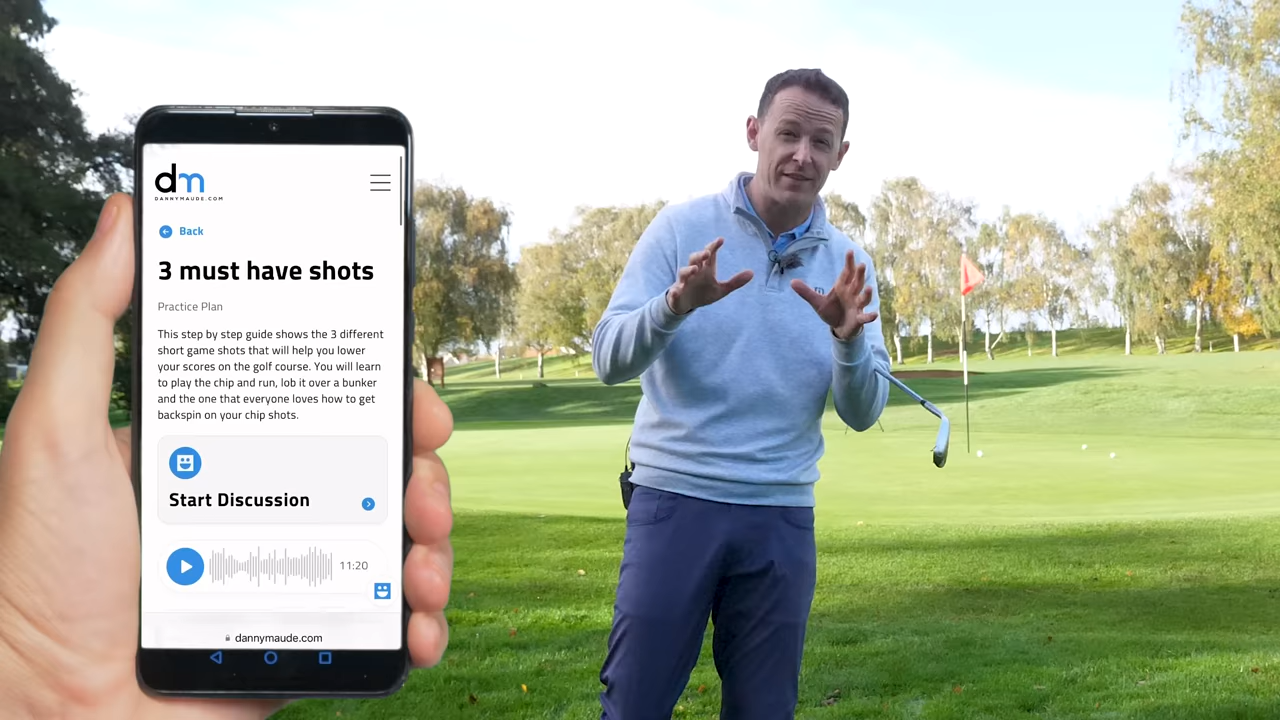 dm
DANNYMAUDE.COM
Back
3 must have shots
Practice Plan
This step by step guide shows the 3 different
short game shots that will help you lower
your scores on the golf course. You will learn
to play the chip and run, lob it over a bunker
and the one that everyone loves how to get
backspin on your chip shots.
Start Discussion
11:20
dannymaude.com